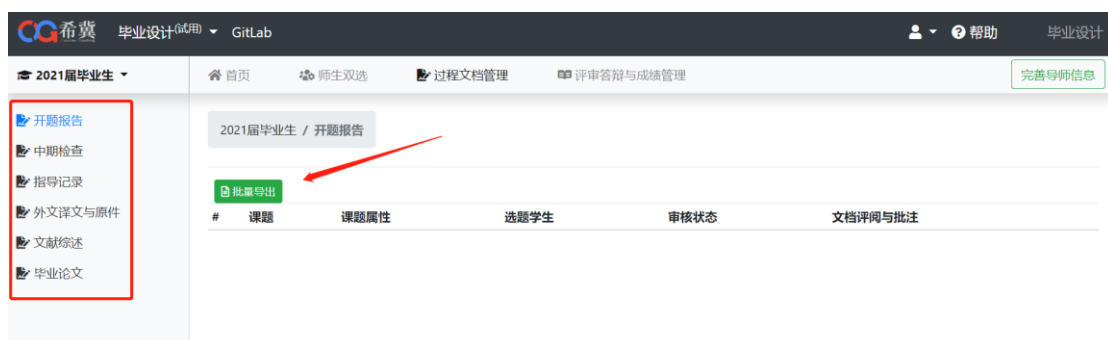 CG希冀 毕业设计(试用) GitLab 帮助 毕业设计
2021届毕业生 首页 师生双选 过程文档管理 评审答辩与成绩管理 完善导师信息
开题报告
中期检查
指导记录
外文译文与原件
文献综述
毕业论文
2021届毕业生 / 开题报告
批量导出
# 课题 课题属性 选题学生 审核状态 文档评阅与批注